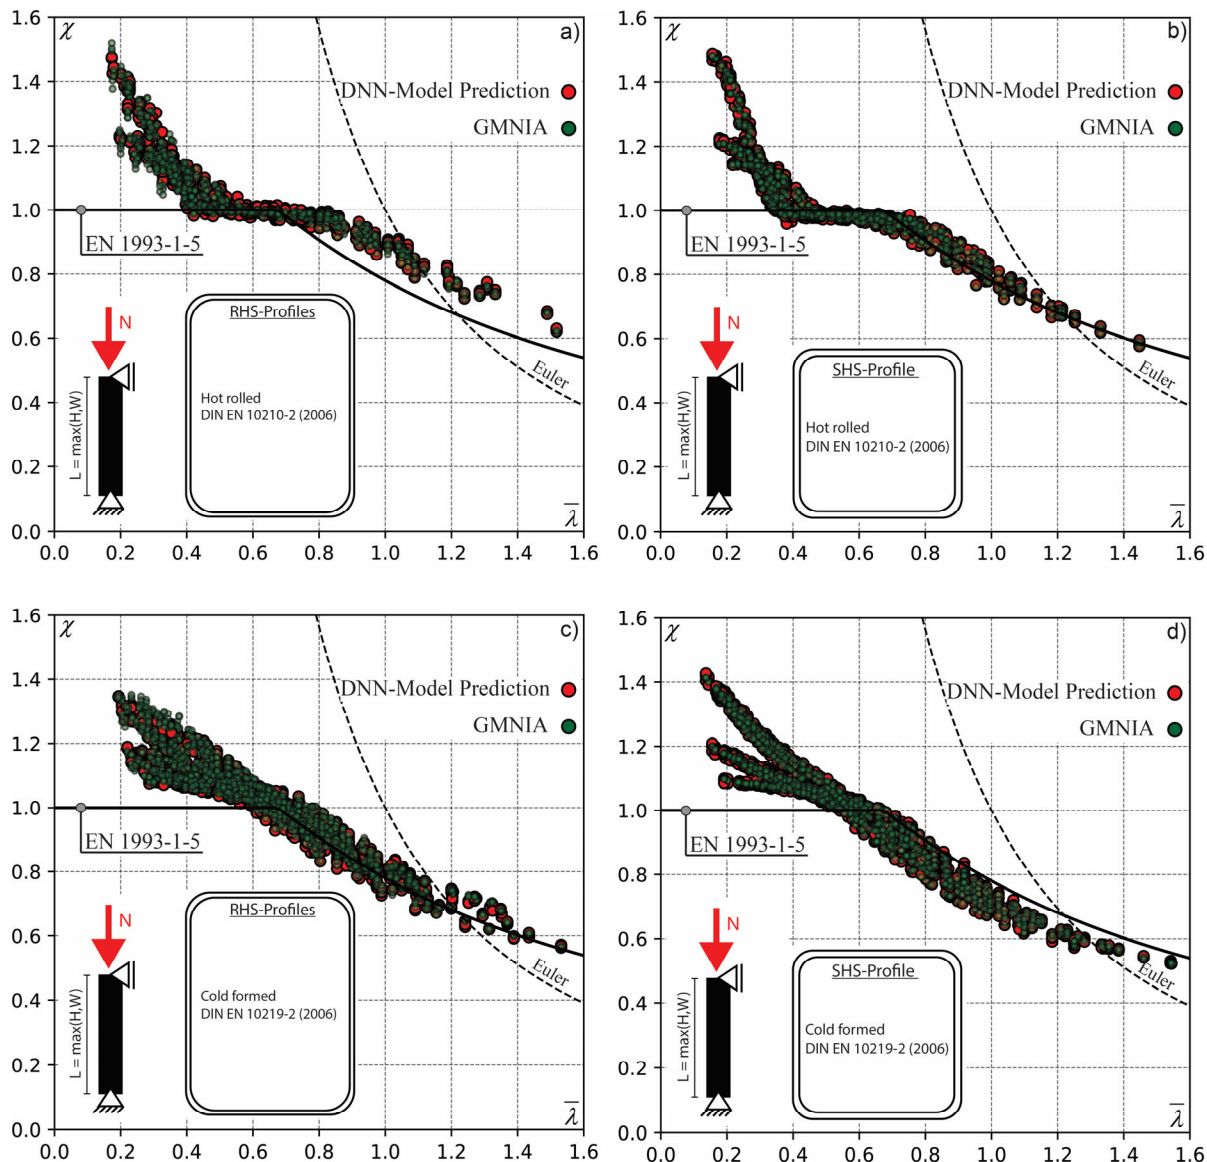 1.6
1.4
1.2
1.0
0.8
0.6
0.4
0.2
0.0
χ
a)
DNN-Model Prediction
GMNIA
EN 1993-1-5
N
L = max(H,W)
RHS-Profiles
Hot rolled
DIN EN 10210-2 (2006)
Euler
λ̅
0.0 0.2 0.4 0.6 0.8 1.0 1.2 1.4 1.6
1.6
1.4
1.2
1.0
0.8
0.6
0.4
0.2
0.0
χ
b)
DNN-Model Prediction
GMNIA
EN 1993-1-5
N
L = max(H,W)
SHS-Profile
Hot rolled
DIN EN 10210-2 (2006)
Euler
λ̅
0.0 0.2 0.4 0.6 0.8 1.0 1.2 1.4 1.6
1.6
1.4
1.2
1.0
0.8
0.6
0.4
0.2
0.0
χ
c)
DNN-Model Prediction
GMNIA
EN 1993-1-5
N
L = max(H,W)
RHS-Profiles
Cold formed
DIN EN 10219-2 (2006)
Euler
λ̅
0.0 0.2 0.4 0.6 0.8 1.0 1.2 1.4 1.6
1.6
1.4
1.2
1.0
0.8
0.6
0.4
0.2
0.0
χ
d)
DNN-Model Prediction
GMNIA
EN 1993-1-5
N
L = max(H,W)
SHS-Profile
Cold formed
DIN EN 10219-2 (2006)
Euler
λ̅
0.0 0.2 0.4 0.6 0.8 1.0 1.2 1.4 1.6